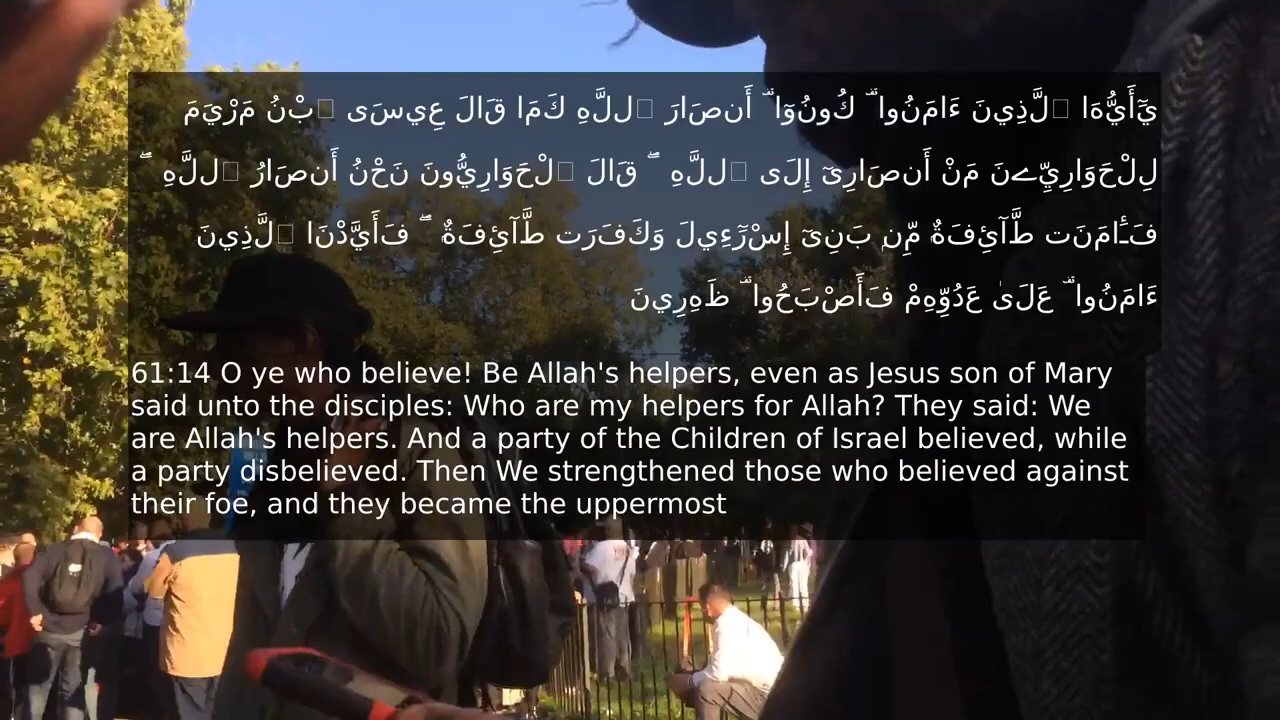 يَٰٓأَيُّهَا ٱلَّذِينَ ءَامَنُوا۟ كُونُوٓا۟ أَنصَارَ ٱللَّهِ كَمَا قَالَ عِيسَى ٱبْنُ مَرْيَمَ
لِلْحَوَارِيِّـۧنَ مَنْ أَنصَارِىٓ إِلَى ٱللَّهِ ۖ قَالَ ٱلْحَوَارِيُّونَ نَحْنُ أَنصَارُ ٱللَّهِ ۖ
فَـَٔامَنَت طَّآئِفَةٌ مِّنۢ بَنِىٓ إِسْرَٰٓءِيلَ وَكَفَرَت طَّآئِفَةٌ ۖ فَأَيَّدْنَا ٱلَّذِينَ
ءَامَنُوا۟ عَلَىٰ عَدُوِّهِمْ فَأَصْبَحُوا۟ ظَٰهِرِينَ
61:14 O ye who believe! Be Allah's helpers, even as Jesus son of Mary
said unto the disciples: Who are my helpers for Allah? They said: We
are Allah's helpers. And a party of the Children of Israel believed, while
a party disbelieved. Then We strengthened those who believed against
their foe, and they became the uppermost